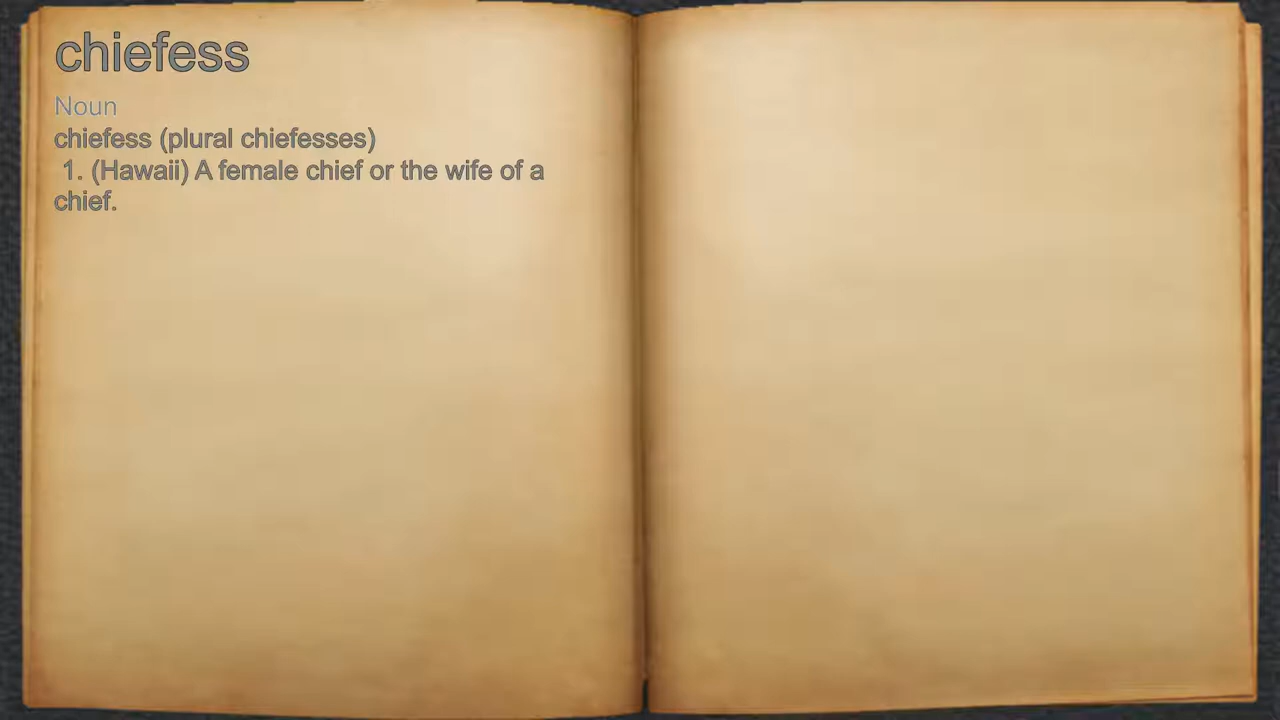 chiefess
Noun
chiefess (plural chiefesses)
1. (Hawaii) A female chief or the wife of a
chief.